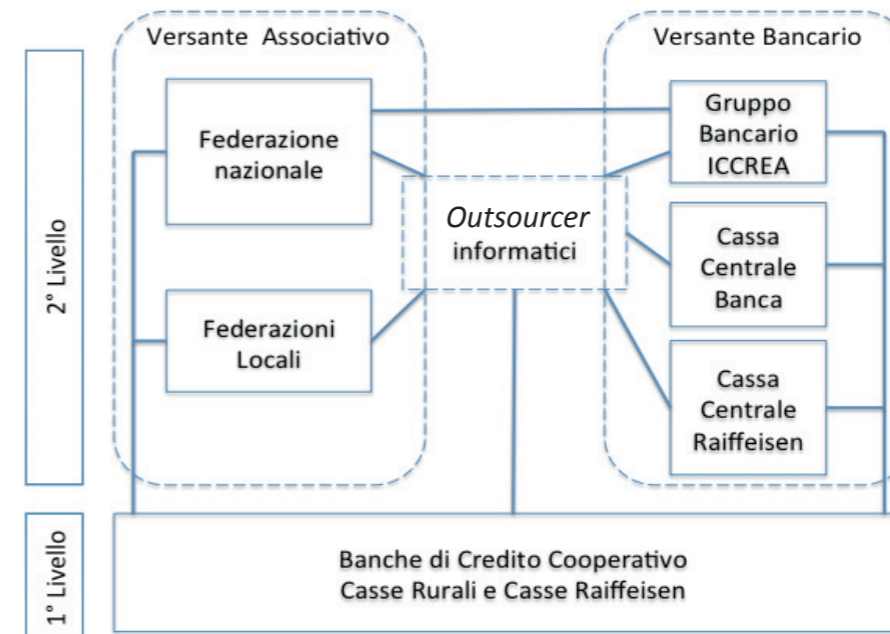 Versante Associativo
Versante Bancario
2° Livello
Federazione
nazionale
Gruppo
Bancario
ICCREA
Outsourcer
informatici
Cassa
Centrale
Banca
Federazioni
Locali
Cassa
Centrale
Raiffeisen
1° Livello
Banche di Credito Cooperativo
Casse Rurali e Casse Raiffeisen